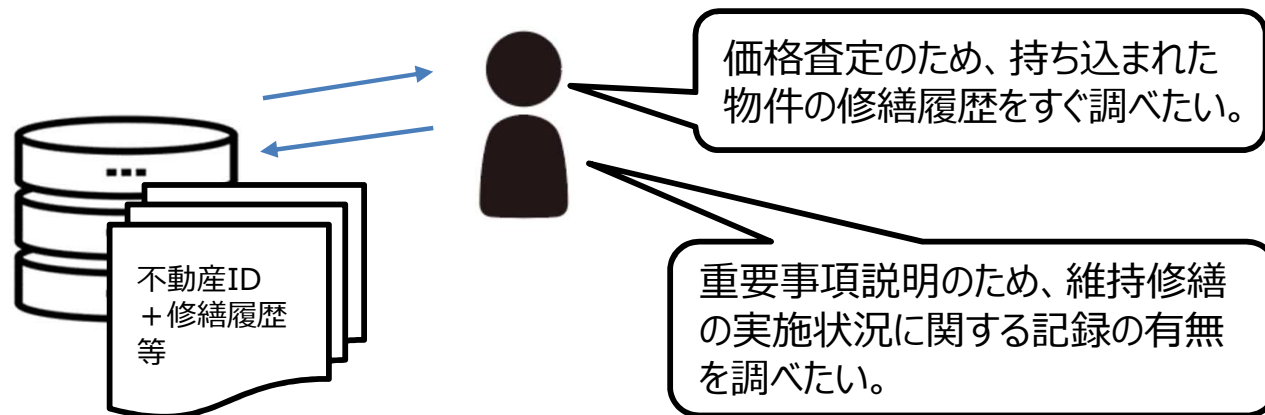 価格査定のため、持ち込まれた
物件の修繕履歴をすぐ調べたい。
不動産ID
＋修繕履歴
等
重要事項説明のため、維持修繕
の実施状況に関する記録の有無
を調べたい。